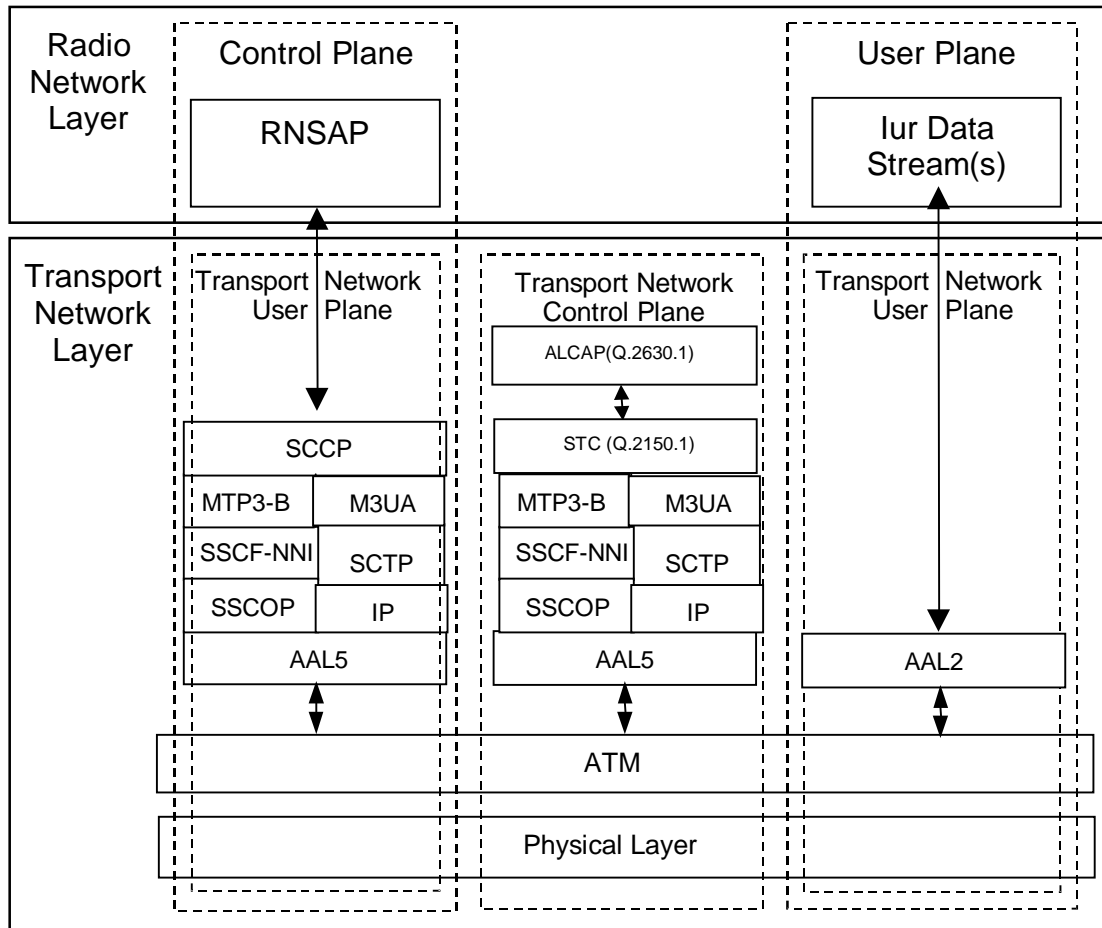 Radio
Network
Layer
Control Plane
User Plane
RNSAP
Iur Data
Stream(s)
Transport
Network
Layer
Transport Network
User Plane
Transport Network
Control Plane
Transport Network
User Plane
ALCAP(Q.2630.1)
SCCP
STC (Q.2150.1)
MTP3-B
M3UA
MTP3-B
M3UA
SSCF-NNI
SCTP
SSCF-NNI
SCTP
SSCOP
IP
SSCOP
IP
AAL5
AAL5
AAL2
ATM
Physical Layer